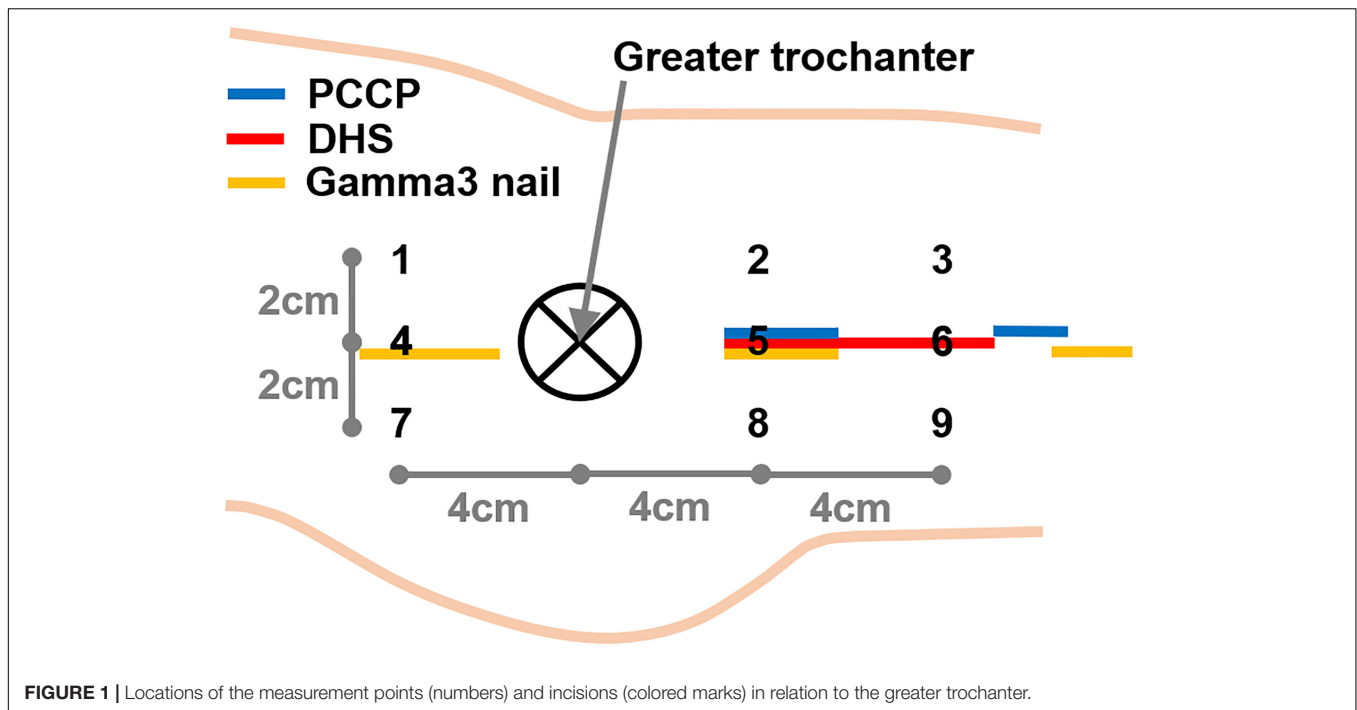 Greater trochanter
PCCP
DHS
Gamma3 nail
1 2 3
2cm
4 5 6
2cm
7 8 9
4cm 4cm 4cm
FIGURE 1 | Locations of the measurement points (numbers) and incisions (colored marks) in relation to the greater trochanter.